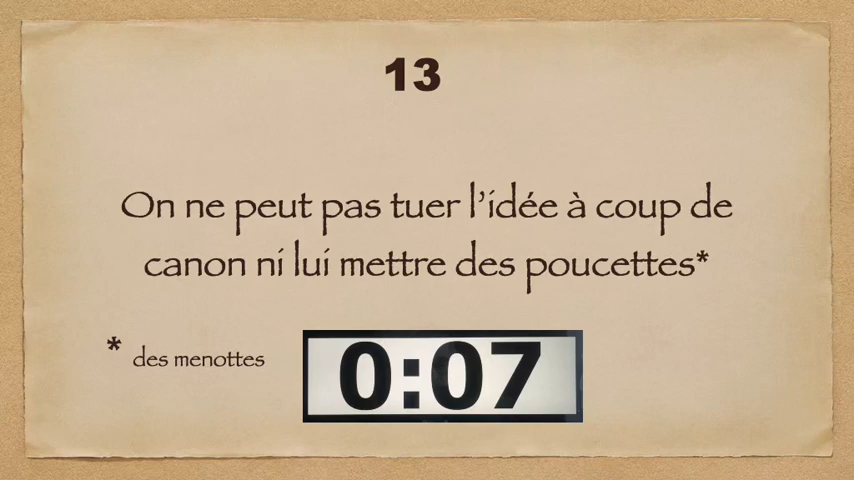 13
On ne peut pas tuer l’idée à coup de
canon ni lui mettre des poucettes*
* des menottes
0:07